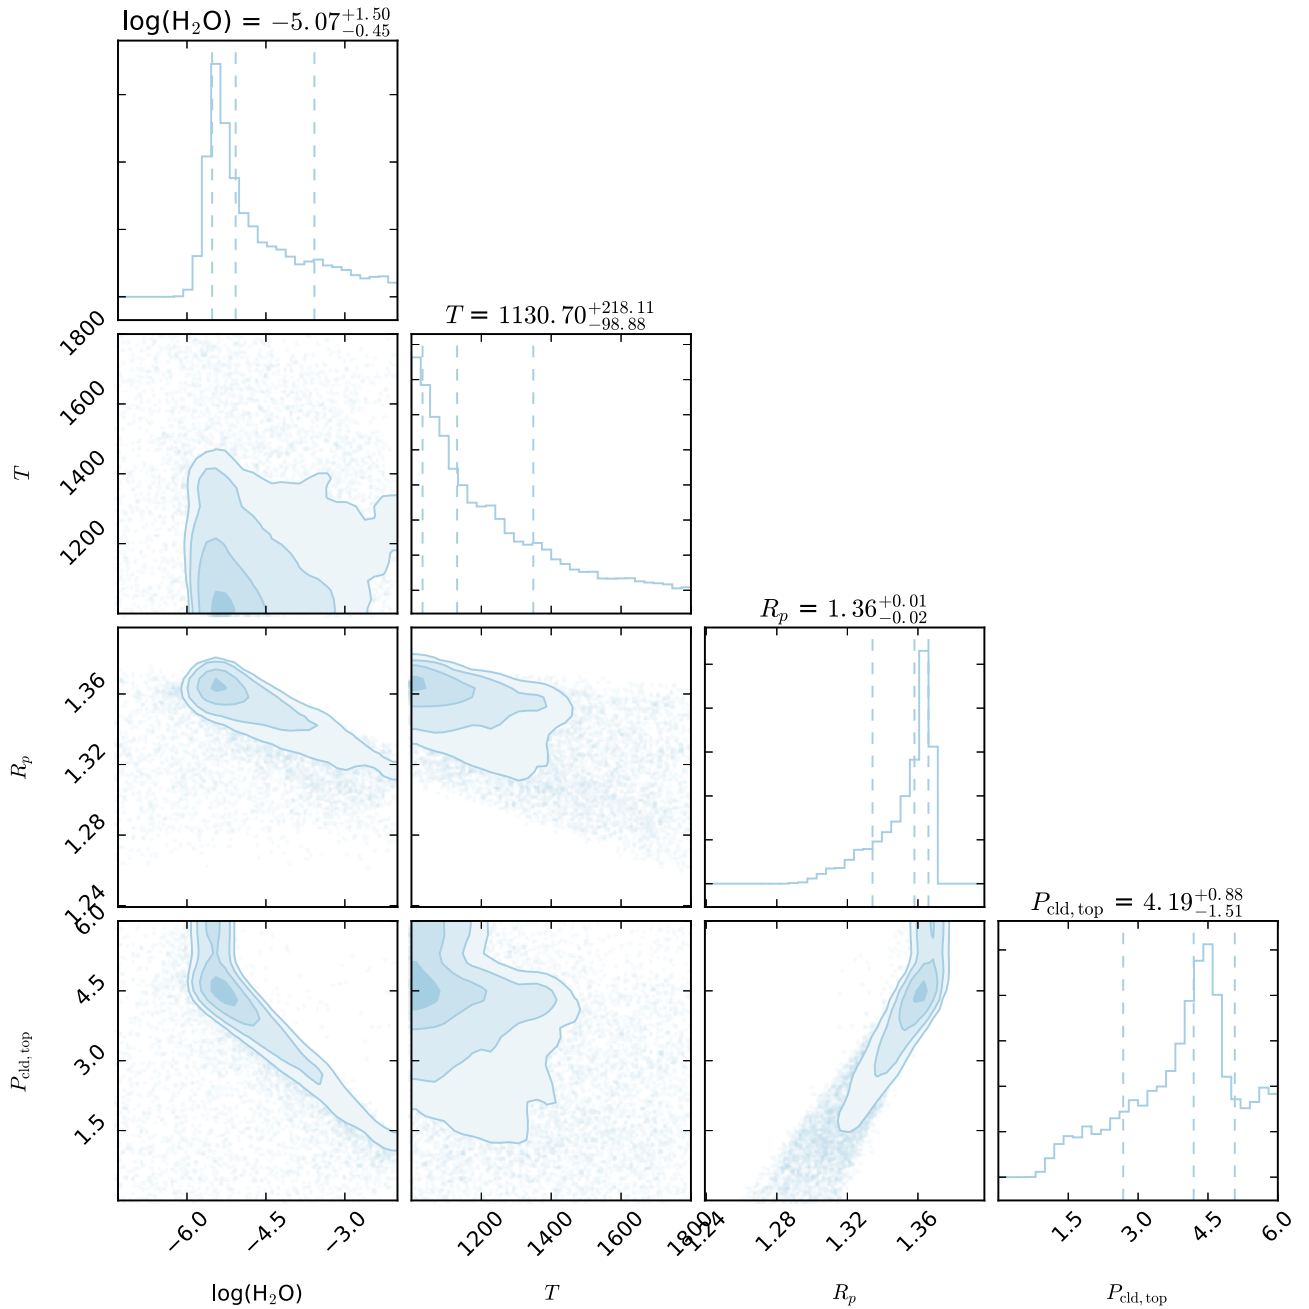 log(H₂O) = −5.07 +1.50 −0.45
1800
1600
1400
1200
T
T = 1130.70 +218.11 −98.88
1.36
1.32
1.28
1.24
R_p
R_p = 1.36 +0.01 −0.02
6.0
4.5
3.0
1.5
P_cld,top
P_cld,top = 4.19 +0.88 −1.51
−6.0 −4.5 −3.0 1200 1400 1600 1800 1.24 1.28 1.32 1.36 1.5 3.0 4.5 6.0
log(H₂O) T R_p P_cld,top